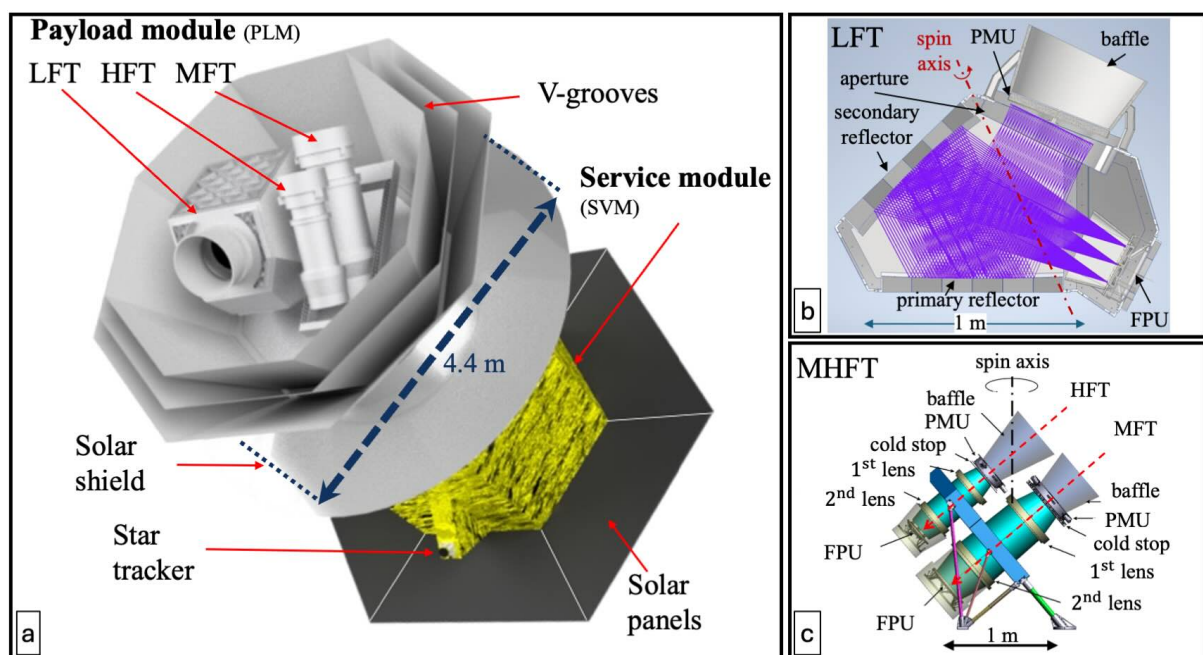 Payload module (PLM)
LFT HFT MFT
V-grooves
Service module
(SVM)
4.4 m
Solar
shield
Star
tracker
Solar
panels
a
LFT
spin
axis
PMU
baffle
aperture
secondary
reflector
primary reflector
FPU
1 m
b
MHFT
spin axis
baffle
HFT
PMU
MFT
cold stop
1st lens
2nd lens
baffle
PMU
cold stop
FPU
1st lens
2nd lens
FPU
1 m
c